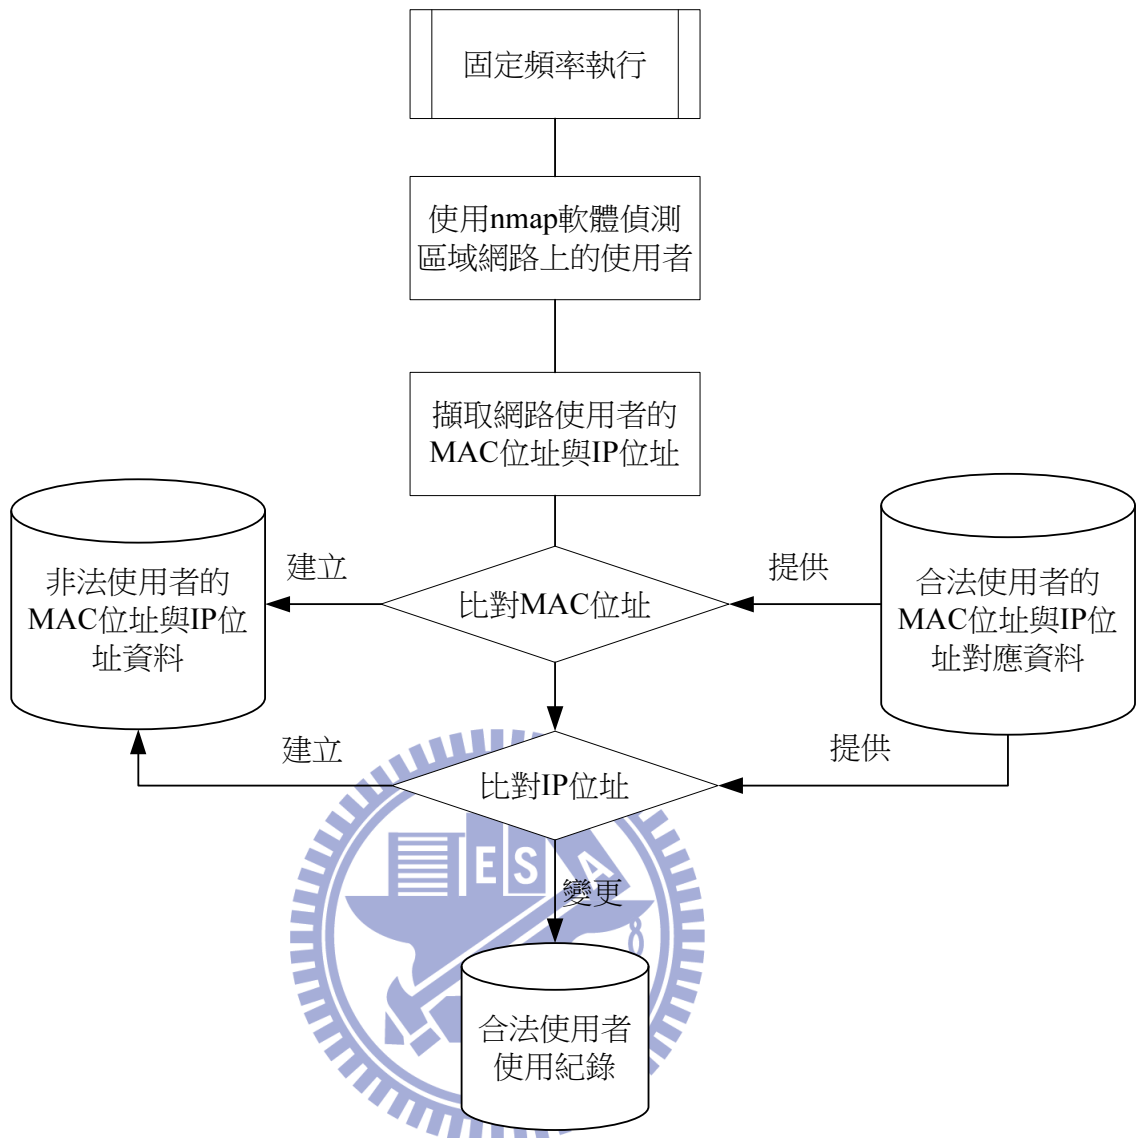 固定頻率執行
使用nmap軟體偵測
區域網路上的使用者
擷取網路使用者的
MAC位址與IP位址
非法使用者的
MAC位址與IP位
址資料
建立
比對MAC位址
提供
合法使用者的
MAC位址與IP位
址對應資料
建立
比對IP位址
提供
E S A
變更
合法使用者
使用紀錄